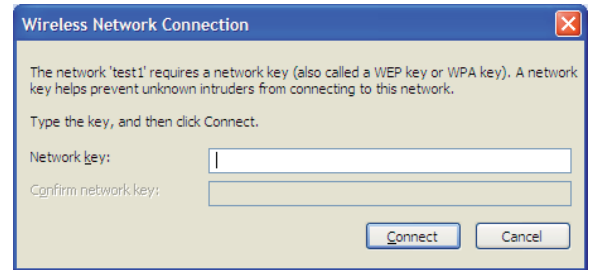 Wireless Network Connection
The network 'test1' requires a network key (also called a WEP key or WPA key). A network
key helps prevent unknown intruders from connecting to this network.
Type the key, and then click Connect.
Network key:
Confirm network key:
Connect Cancel